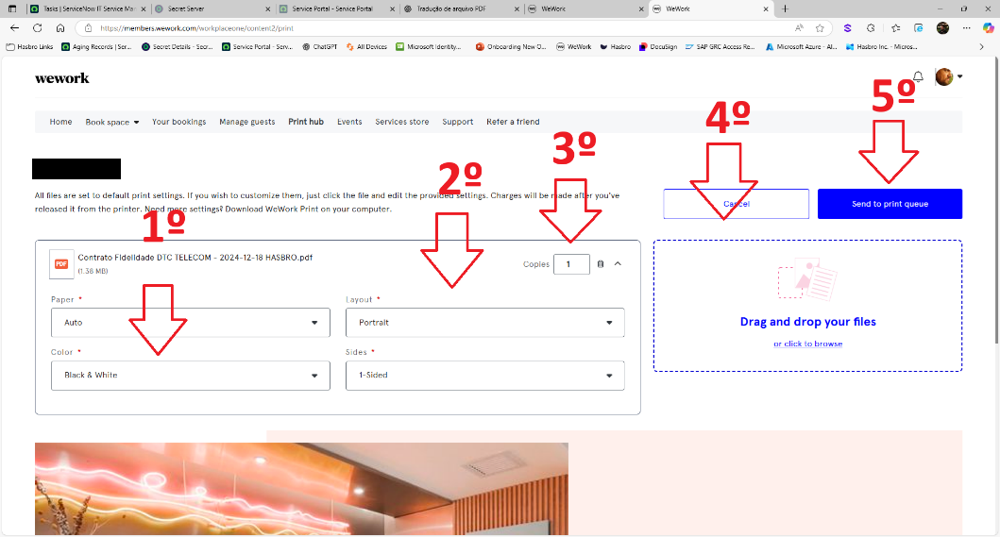 Tasks | ServiceNow IT Service Mar
Secret Server
Service Portal - Service Portal
Tradução de arquivo PDF
WeWork
WeWork
https://members.wework.com/workplaceone/content2/print
Hasbro Links
Aging Records | Ser...
Secret Details - Secr...
Service Portal - Serv...
ChatGPT
All Devices
Microsoft Identity...
Onboarding New O...
WeWork
Hasbro
DocuSign
SAP GRC Access Re...
Microsoft Azure - Al...
Hasbro Inc. - Micros...
wework
Home Book space Your bookings Manage guests Print hub Events Services store Support Refer a friend
1º
2º
3º
4º
5º
All files are set to default print settings. If you wish to customize them, just click the file and edit the provided settings. Charges will be made after you've
released it from the printer. Need more settings? Download WeWork Print on your computer.
Cancel
Send to print queue
PDF
Contrato Fidelidade DTC TELECOM - 2024-12-18 HASBRO.pdf
(1.38 MB)
Copies 1
Paper *
Auto
Layout *
Portrait
Color *
Black & White
Sides *
1-Sided
Drag and drop your files
or click to browse